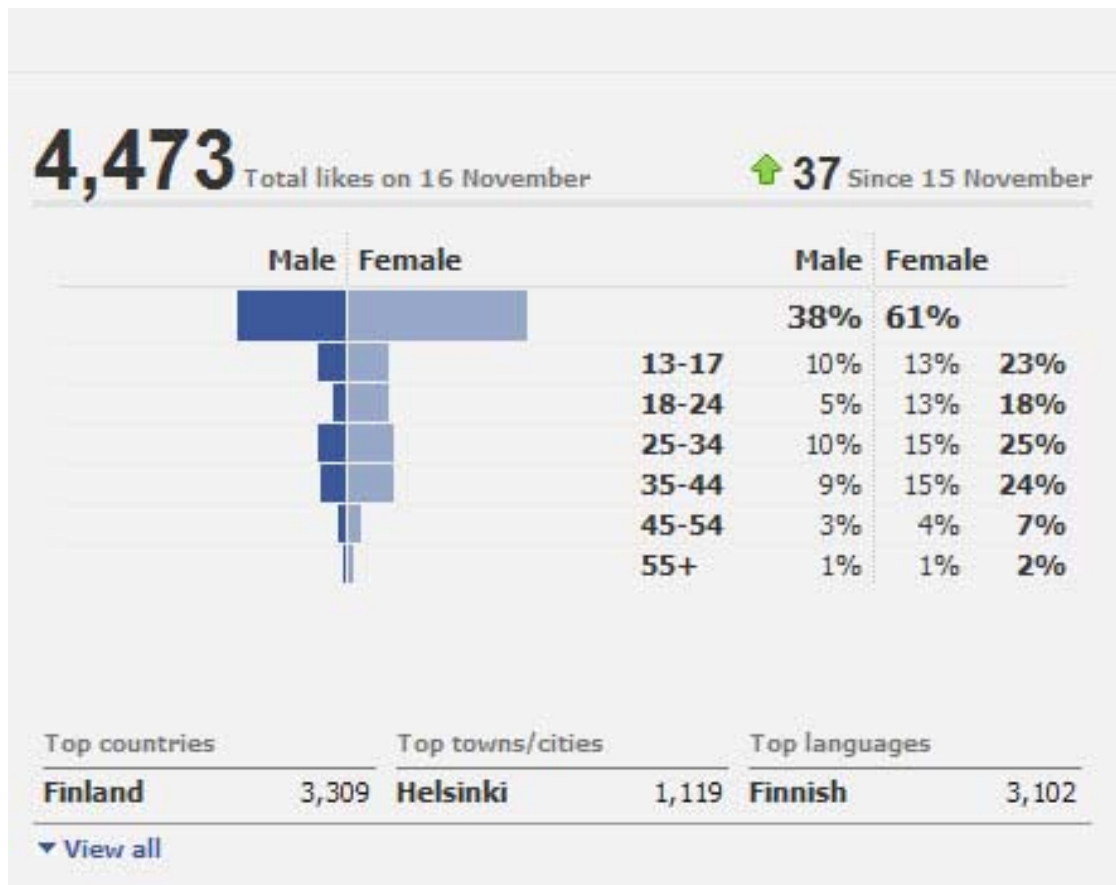 4,473 Total likes on 16 November 37 Since 15 November
Male Female Male Female
38% 61%
13-17 10% 13% 23%
18-24 5% 13% 18%
25-34 10% 15% 25%
35-44 9% 15% 24%
45-54 3% 4% 7%
55+ 1% 1% 2%
Top countries Top towns/cities Top languages
Finland 3,309 Helsinki 1,119 Finnish 3,102
View all